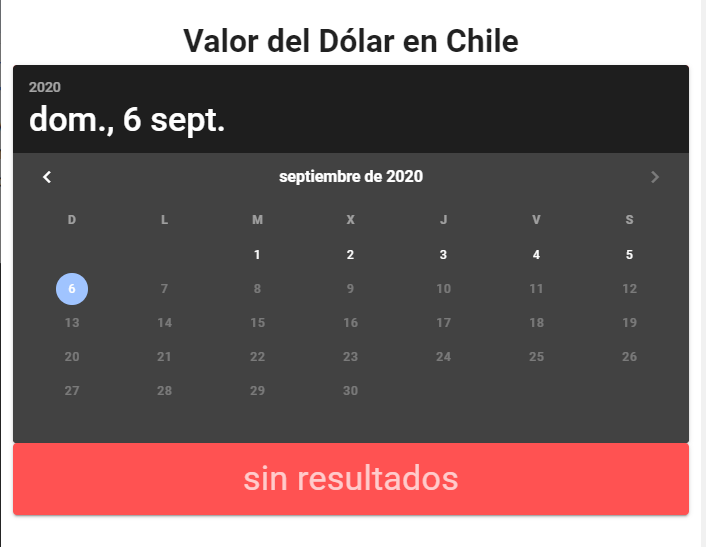 Valor del Dólar en Chile
2020
dom., 6 sept.
septiembre de 2020
D L M X J V S
1 2 3 4 5
6 7 8 9 10 11 12
13 14 15 16 17 18 19
20 21 22 23 24 25 26
27 28 29 30
sin resultados